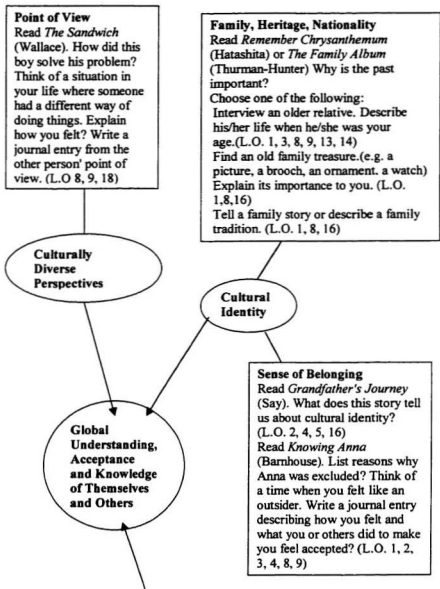 Point of View
Read The Sandwich
(Wallace). How did this
boy solve his problem?
Think of a situation in
your life where someone
had a different way of
doing things. Explain
how you felt? Write a
journal entry from the
other person' point of
view. (L.O 8, 9, 18)
Family, Heritage, Nationality
Read Remember Chrysanthemum
(Hatashita) or The Family Album
(Thurman-Hunter) Why is the past
important?
Choose one of the following:
Interview an older relative. Describe
his/her life when he/she was your
age.(L.O. 1, 3, 8, 9, 13, 14)
Find an old family treasure.(e.g. a
picture, a brooch, an ornament. a watch)
Explain its importance to you. (L.O.
1,8,16)
Tell a family story or describe a family
tradition. (L.O. 1, 8, 16)
Culturally
Diverse
Perspectives
Cultural
Identity
Sense of Belonging
Read Grandfather's Journey
(Say). What does this story tell
us about cultural identity?
(L.O. 2, 4, 5, 16)
Read Knowing Anna
(Barnhouse). List reasons why
Anna was excluded? Think of
a time when you felt like an
outsider. Write a journal entry
describing how you felt and
what you or others did to make
you feel accepted? (L.O. 1, 2,
3, 4, 8, 9)
Global
Understanding,
Acceptance
and Knowledge
of Themselves
and Others